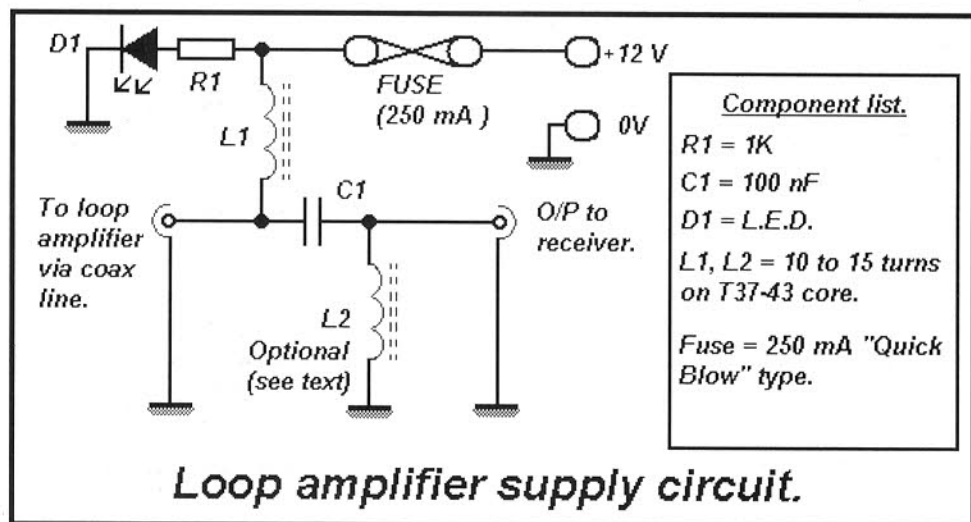 D1
R1
FUSE
(250 mA )
+12 V
0V
L1
C1
To loop
amplifier
via coax
line.
O/P to
receiver.
L2
Optional
(see text)
Component list.
R1 = 1K
C1 = 100 nF
D1 = L.E.D.
L1, L2 = 10 to 15 turns
on T37-43 core.
Fuse = 250 mA "Quick
Blow" type.
Loop amplifier supply circuit.